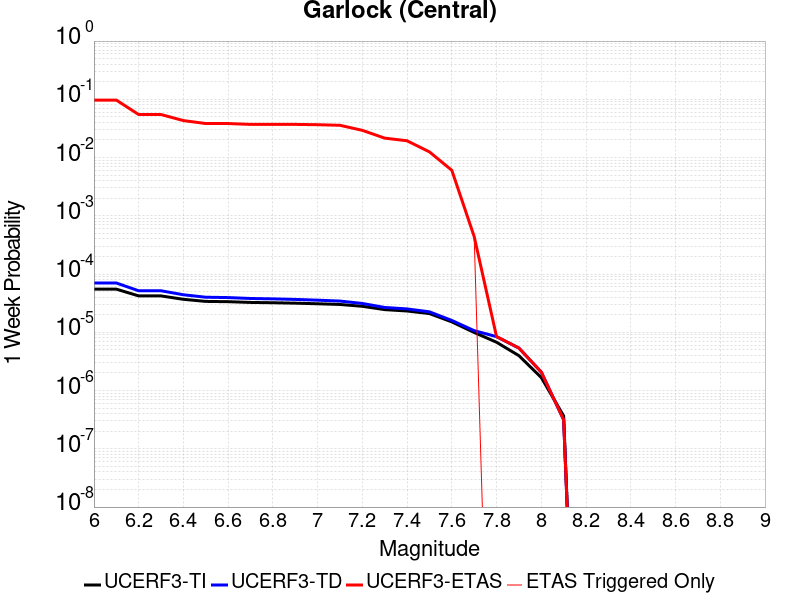 Garlock (Central)
10^0
10^-1
10^-2
10^-3
10^-4
10^-5
10^-6
10^-7
10^-8
1 Week Probability
6 6.2 6.4 6.6 6.8 7 7.2 7.4 7.6 7.8 8 8.2 8.4 8.6 8.8 9
Magnitude
UCERF3-TI UCERF3-TD UCERF3-ETAS ETAS Triggered Only